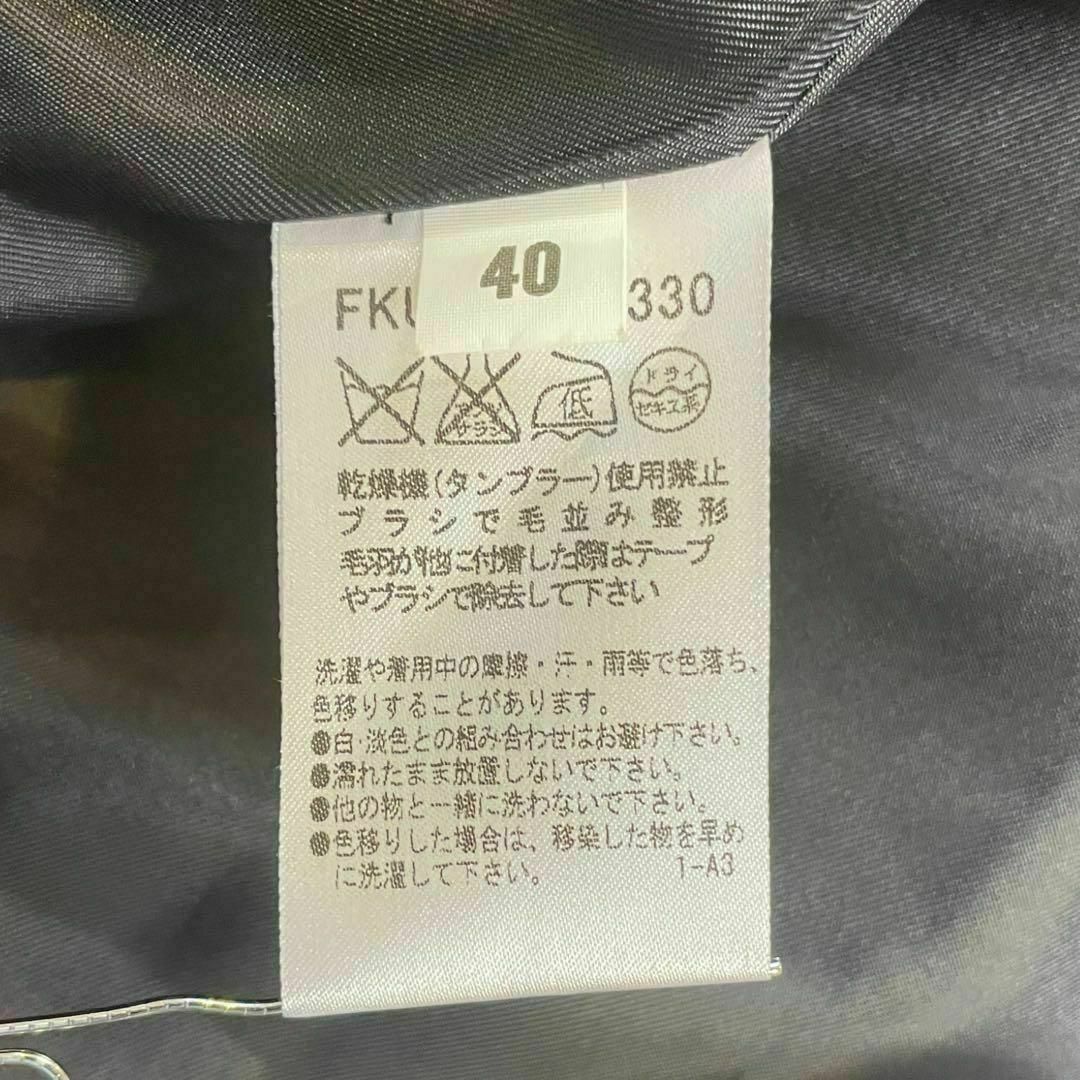 40
FKU 330
エンソ
サラシ
低
ドライ
セキユ系
乾燥機(タンブラー)使用禁止
ブラシで毛並み整形
毛羽が他に付着した際はテープ
やブラシで除去して下さい
洗濯や着用中の摩擦・汗・雨等で色落ち、
色移りすることがあります。
●白・淡色との組み合わせはお避け下さい。
●濡れたまま放置しないで下さい。
●他の物と一緒に洗わないで下さい。
●色移りした場合は、移染した物を早め
に洗濯して下さい。
1-A3